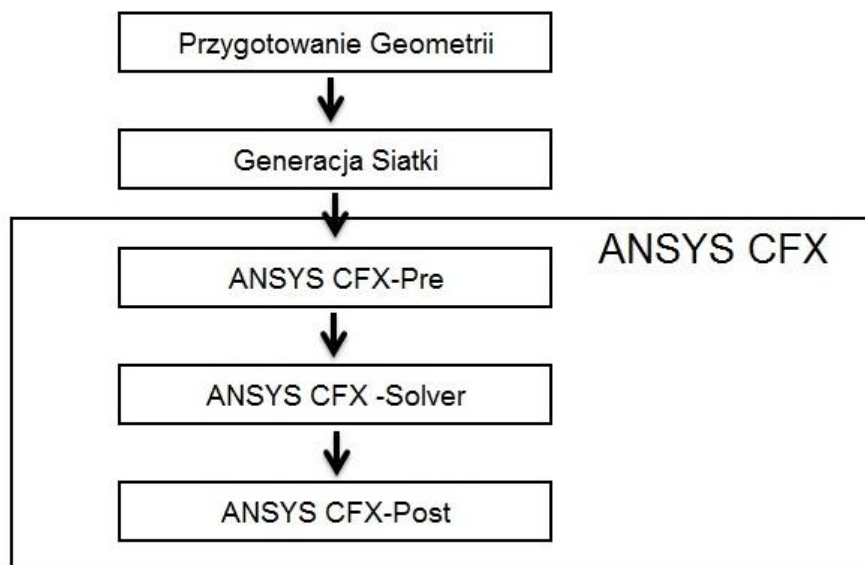 Przygotowanie Geometrii
Generacja Siatki
ANSYS CFX
ANSYS CFX-Pre
ANSYS CFX -Solver
ANSYS CFX-Post